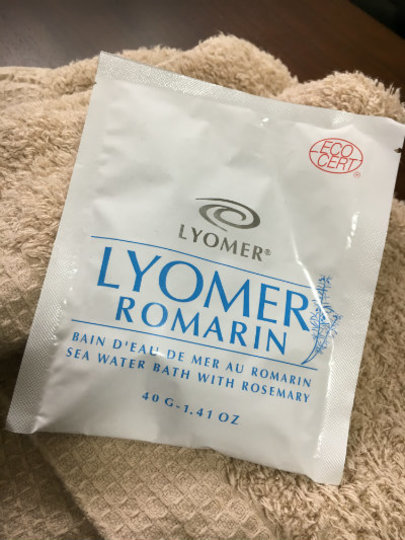 ECO
CERT
®
LYOMER®
LYOMER
ROMARIN
BAIN D'EAU DE MER AU ROMARIN
SEA WATER BATH WITH ROSEMARY
40 G-1.41 OZ